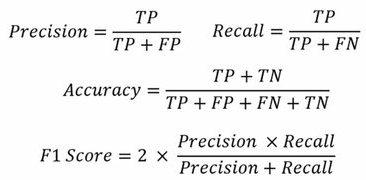 Precision = TP / (TP + FP)    Recall = TP / (TP + FN)
Accuracy = (TP + TN) / (TP + FP + FN + TN)
F1 Score = 2 × (Precision × Recall) / (Precision + Recall)